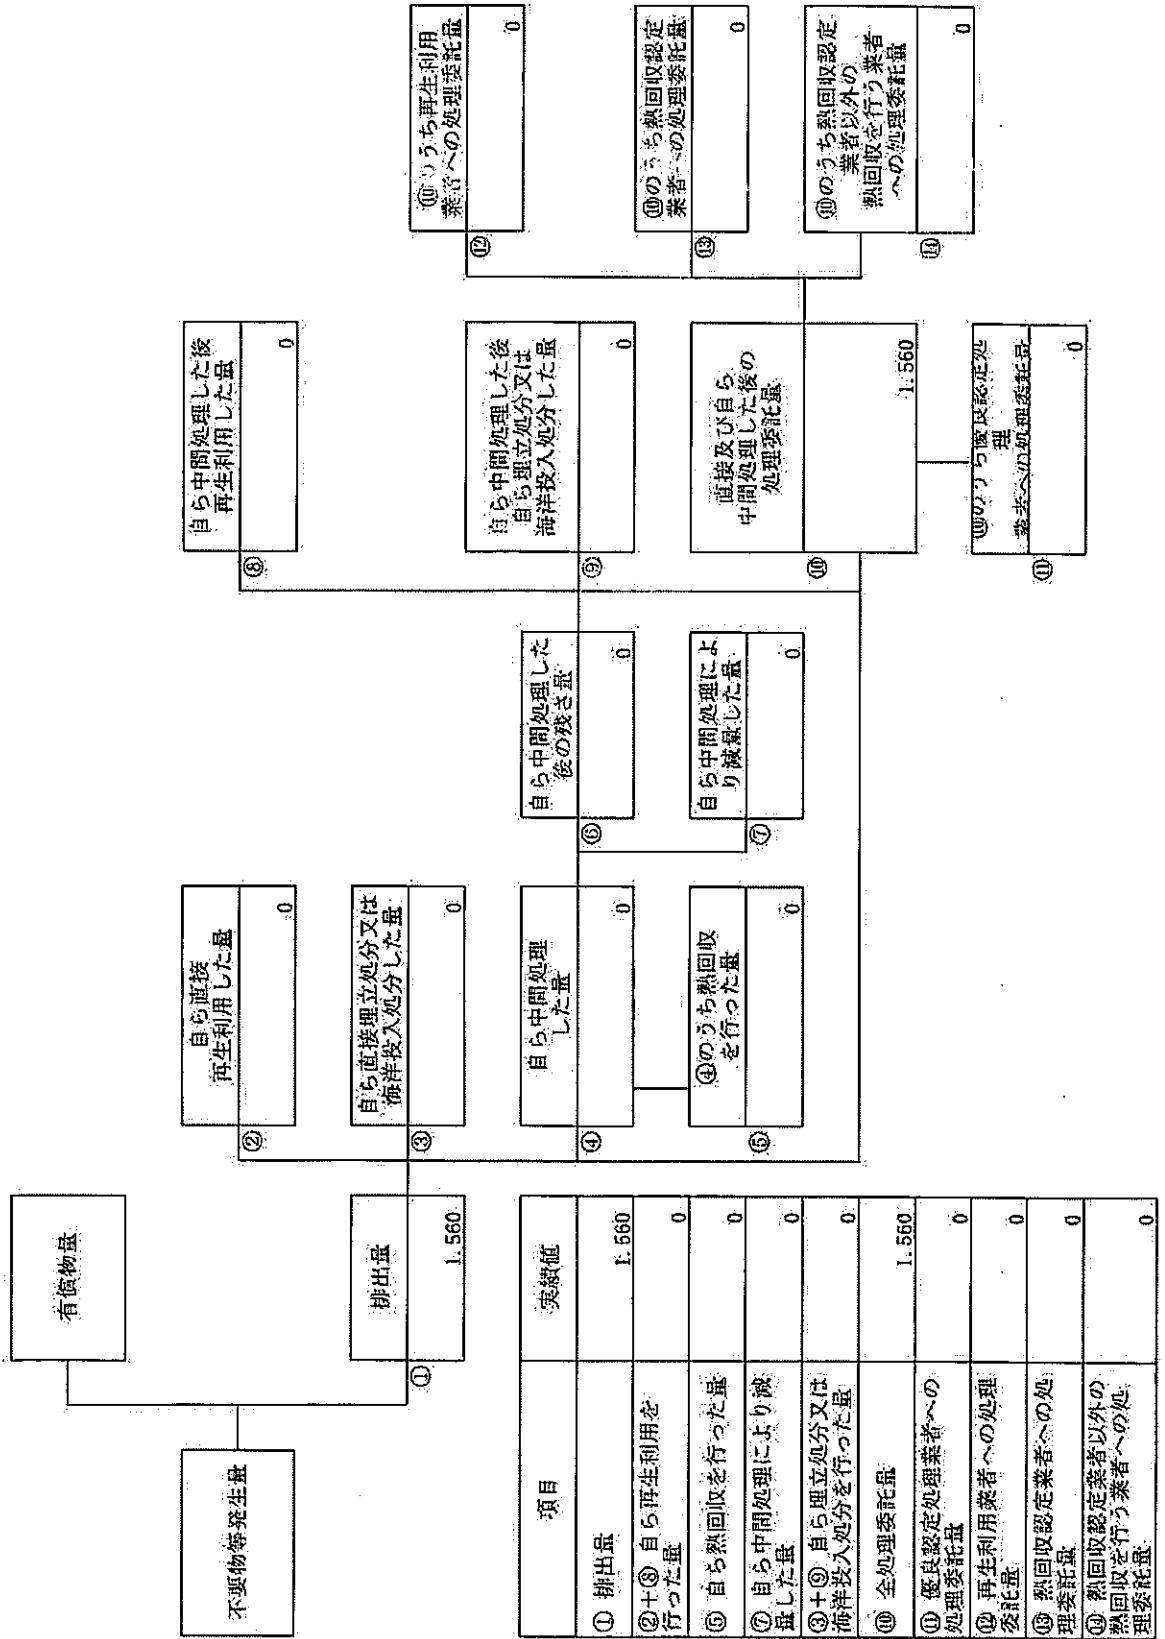 不要物等発生量
有償物量
排出量
①
1.560
自ら直接
再生利用した量
②
0
自ら直接埋立処分又は
海洋投入処分した量
③
0
自ら中間処理
した量
④
0
④のうち熱回収
を行った量
⑤
0
自ら中間処理した
後の残さ量
⑥
0
自ら中間処理によ
り減量した量
⑦
0
自ら中間処理した後
再生利用した量
⑧
0
自ら中間処理した後
自ら埋立処分又は
海洋投入処分した量
⑨
0
直接及び自ら
中間処理した後の
処理委託量
⑩
1.560
⑩のうち優良認定処
理
業者への処理委託量
⑪
0
⑩のうち再生利用
業者への処理委託量
⑫
0
⑩のうち熱回収認定
業者への処理委託量
⑬
0
⑩のうち熱回収認定
業者以外の
熱回収を行う業者
への処理委託量
⑭
0
項目 実績値
① 排出量 1.560
②+⑧ 自ら再生利用を
行った量 0
⑤ 自ら熱回収を行った量 0
⑦ 自ら中間処理により減
量した量 0
③+⑨ 自ら埋立処分又は
海洋投入処分を行った量 0
⑩ 全処理委託量 1.560
⑪ 優良認定処理業者への
処理委託量 0
⑫ 再生利用業者への処理
委託量 0
⑬ 熱回収認定業者への処
理委託量 0
⑭ 熱回収認定業者以外の
熱回収を行う業者への処
理委託量 0